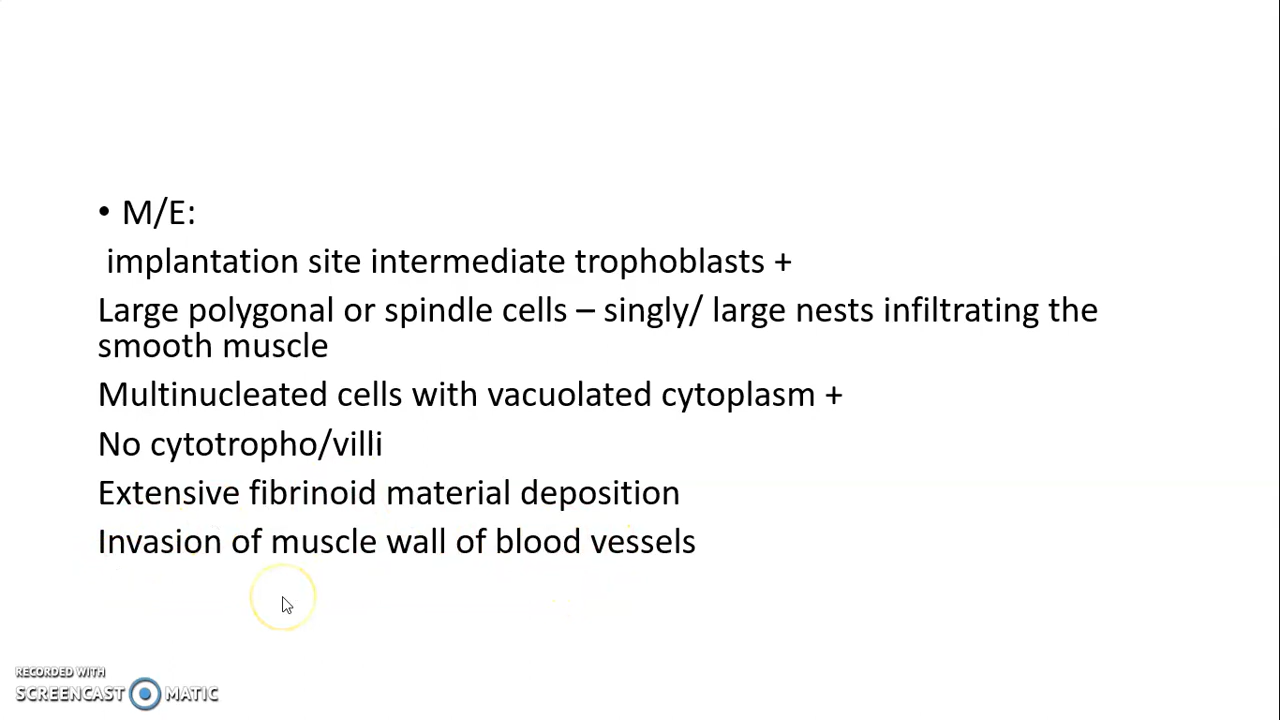 • M/E:
implantation site intermediate trophoblasts +
Large polygonal or spindle cells – singly/ large nests infiltrating the
smooth muscle
Multinucleated cells with vacuolated cytoplasm +
No cytotropho/villi
Extensive fibrinoid material deposition
Invasion of muscle wall of blood vessels
RECORDED WITH
SCREENCAST MATIC